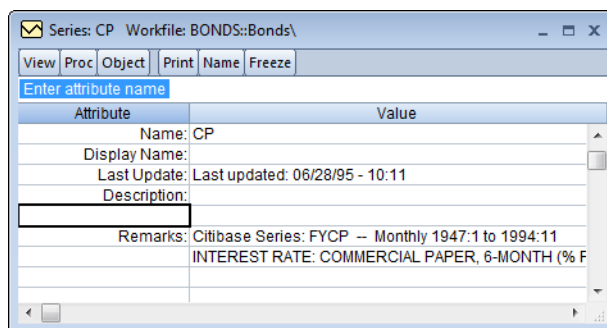 Series: CP Workfile: BONDS::Bonds\
View Proc Object Print Name Freeze
Enter attribute name
Attribute Value
Name: CP
Display Name:
Last Update: Last updated: 06/28/95 - 10:11
Description:
Remarks: Citibase Series: FYCP -- Monthly 1947:1 to 1994:11
INTEREST RATE: COMMERCIAL PAPER, 6-MONTH (%